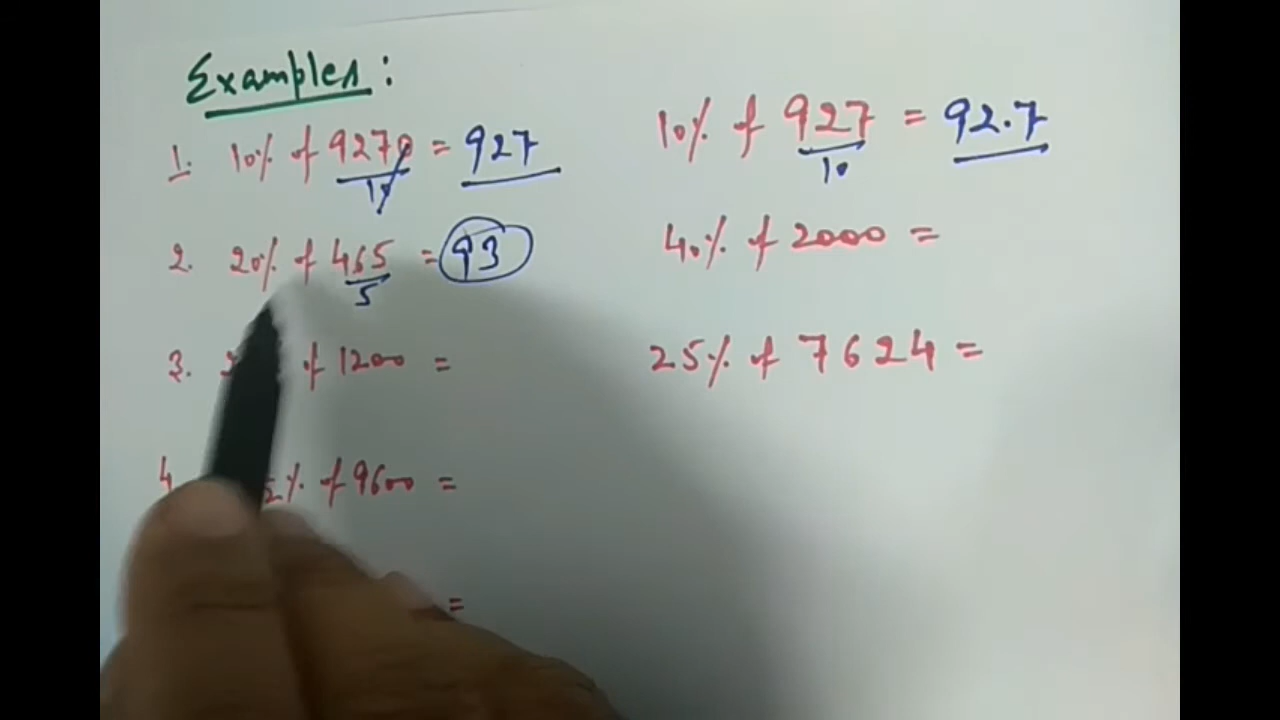 Examples:
1. 10% of 9270 = 927
10
10% of 927 = 92.7
10
2. 20% of 465 = 93
5
40% of 2000 =
3. of 1200 =
25% of 7624 =
4 % of 9600 =
=